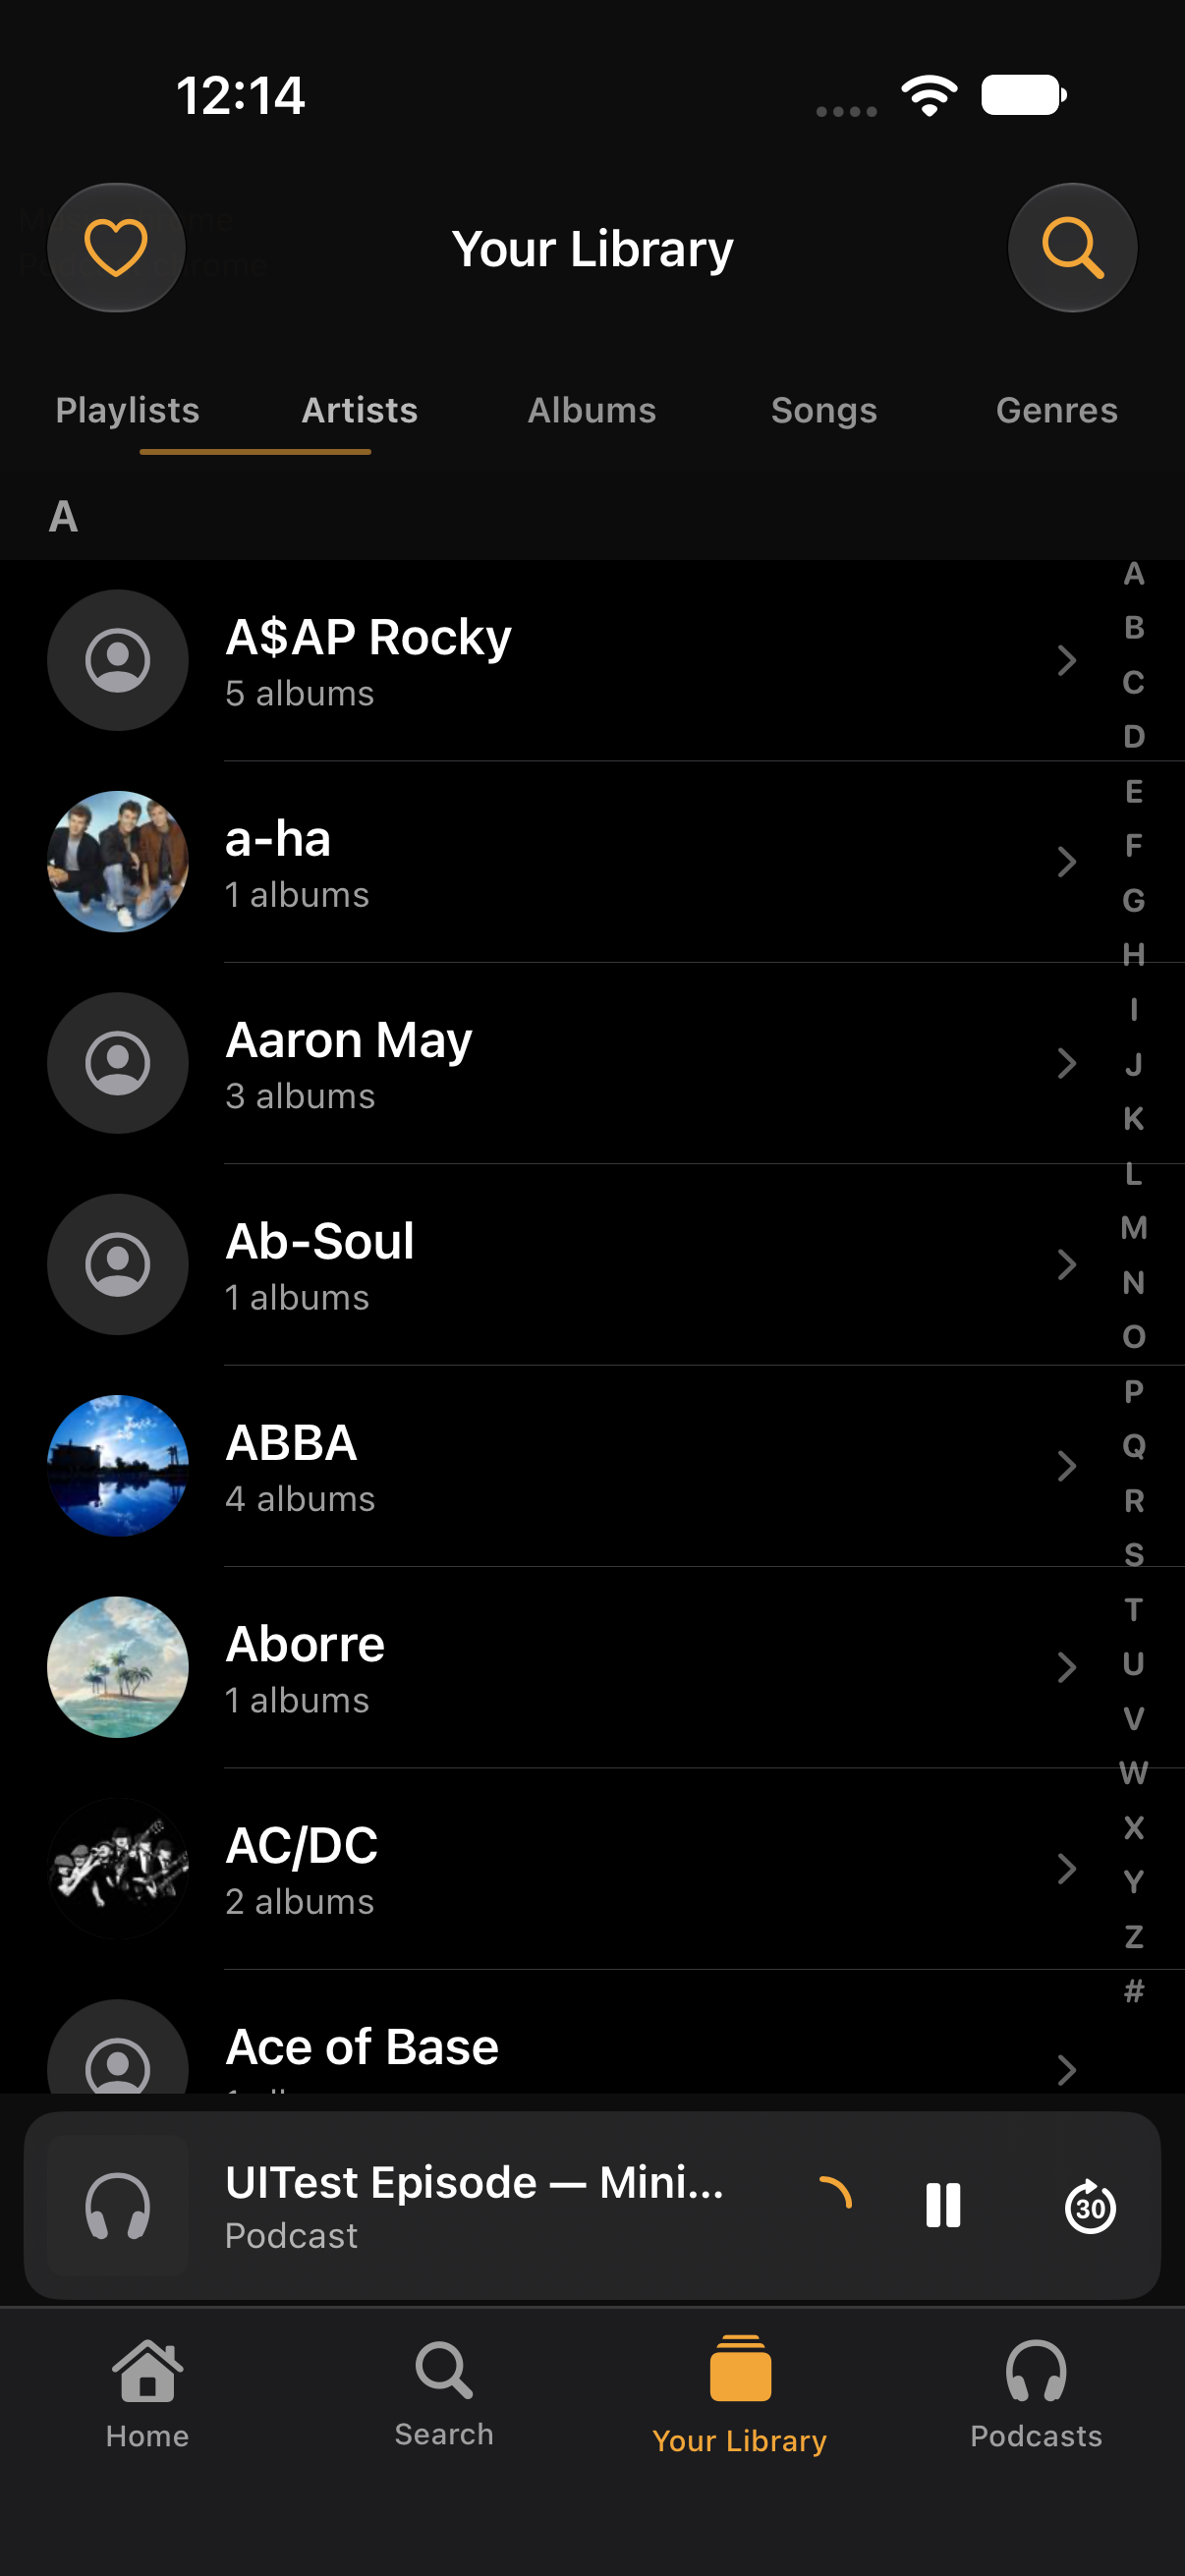 12:14
Your Library
Playlists Artists Albums Songs Genres
A
A$AP Rocky
5 albums
a-ha
1 albums
Aaron May
3 albums
Ab-Soul
1 albums
ABBA
4 albums
Aborre
1 albums
AC/DC
2 albums
Ace of Base
A
B
C
D
E
F
G
H
I
J
K
L
M
N
O
P
Q
R
S
T
U
V
W
X
Y
Z
#
UITest Episode — Mini...
Podcast
30
Home Search Your Library Podcasts